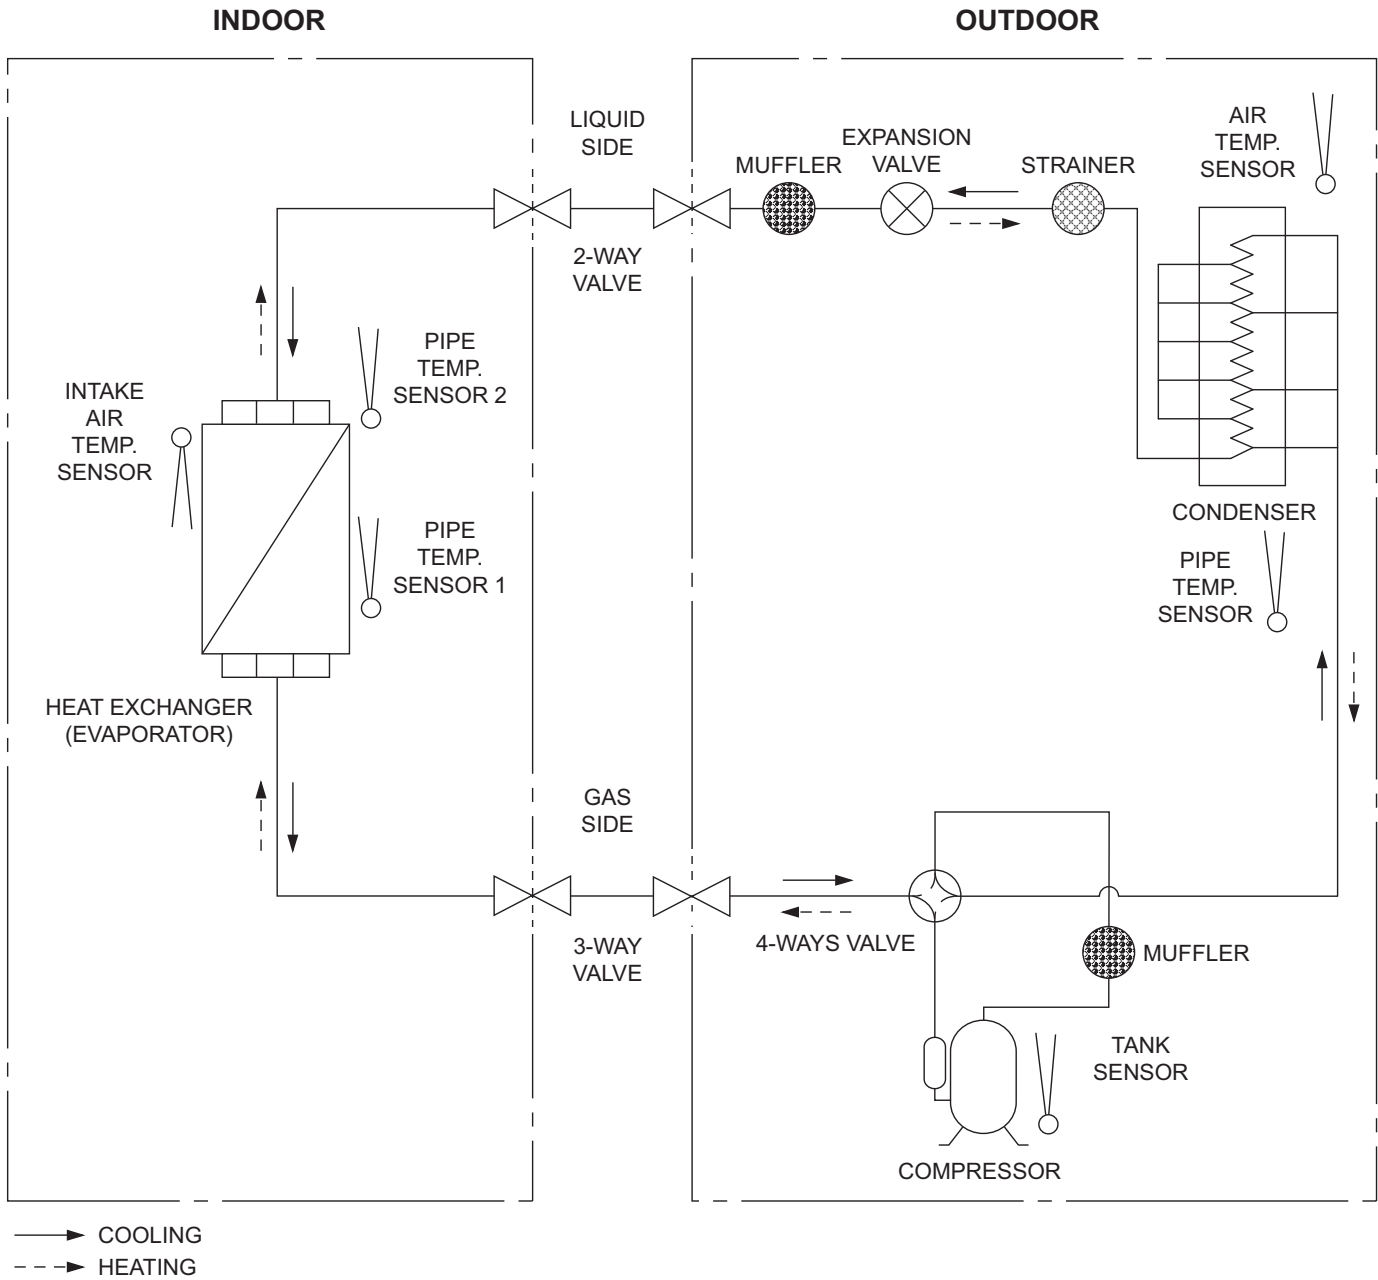 INDOOR
OUTDOOR
LIQUID
SIDE
MUFFLER
EXPANSION
VALVE
STRAINER
AIR
TEMP.
SENSOR
2-WAY
VALVE
PIPE
TEMP.
SENSOR 2
INTAKE
AIR
TEMP.
SENSOR
PIPE
TEMP.
SENSOR 1
CONDENSER
PIPE
TEMP.
SENSOR
HEAT EXCHANGER
(EVAPORATOR)
GAS
SIDE
3-WAY
VALVE
4-WAYS VALVE
MUFFLER
TANK
SENSOR
COMPRESSOR
COOLING
HEATING